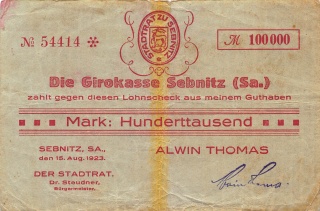 STADTRAT ZU SEBNITZ
№ 54414 *
M 100000
Die Girokasse Sebnitz (Sa.)
zahlt gegen diesen Lohnscheck aus meinem Guthaben
Mark: Hunderttausend
SEBNITZ, SA.,
den 15. Aug. 1923.
ALWIN THOMAS
DER STADTRAT.
Dr. Steudner,
Bürgermeister.